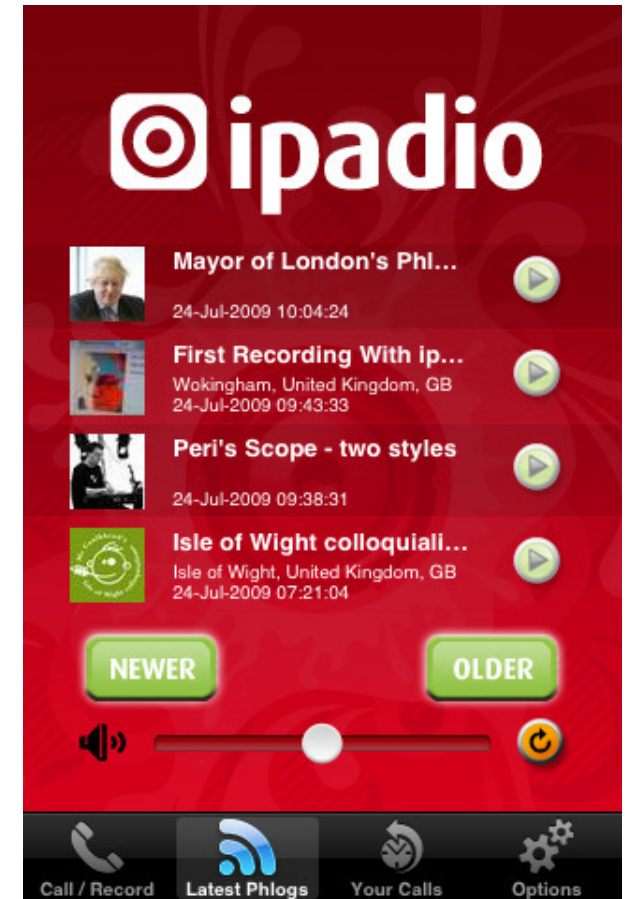 ipadio
Mayor of London's Phl...
24-Jul-2009 10:04:24
First Recording With ip...
Wokingham, United Kingdom, GB
24-Jul-2009 09:43:33
Peri's Scope - two styles
24-Jul-2009 09:38:31
Isle of Wight colloquiali...
Isle of Wight, United Kingdom, GB
24-Jul-2009 07:21:04
NEWER
OLDER
Call / Record
Latest Phlogs
Your Calls
Options